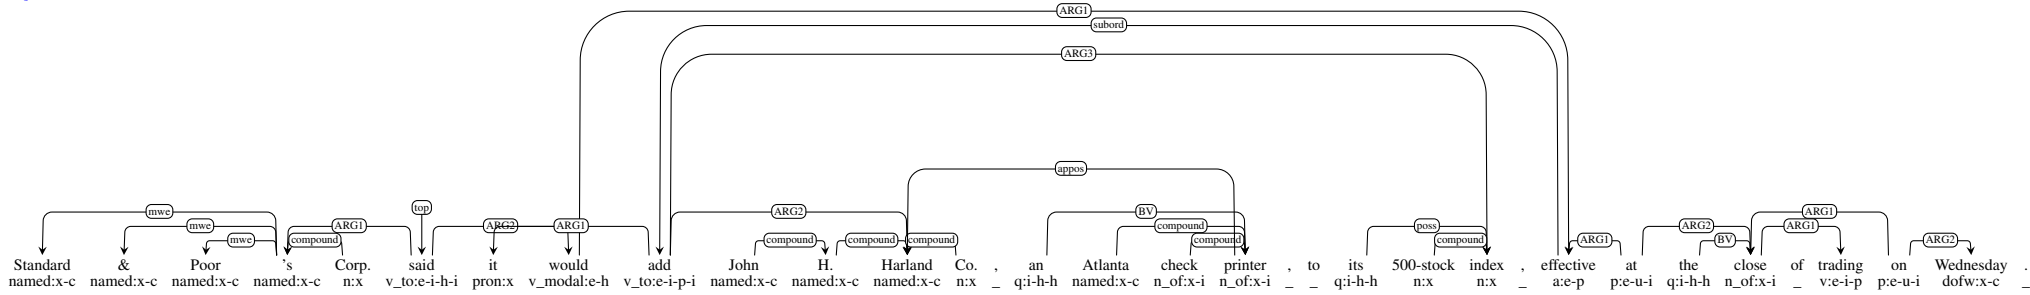 ARG1
subord
ARG3
appos
top
mwe ARG2 BV ARG2 ARG1
mwe ARG1 ARG2 ARG1 compound poss ARG1
mwe compound compound compound compound compound compound ARG1 BV ARG2
Standard & Poor 's Corp. said it would add John H. Harland Co. , an Atlanta check printer , to its 500-stock index , effective at the close of trading on Wednesday .
named:x-c named:x-c named:x-c named:x-c n:x v_to:e-i-h-i pron:x v_modal:e-h v_to:e-i-p-i named:x-c named:x-c named:x-c n:x _ q:i-h-h named:x-c n_of:x-i n_of:x-i _ _ q:i-h-h n:x n:x _ a:e-p p:e-u-i q:i-h-h n_of:x-i _ v:e-i-p p:e-u-i dofw:x-c _